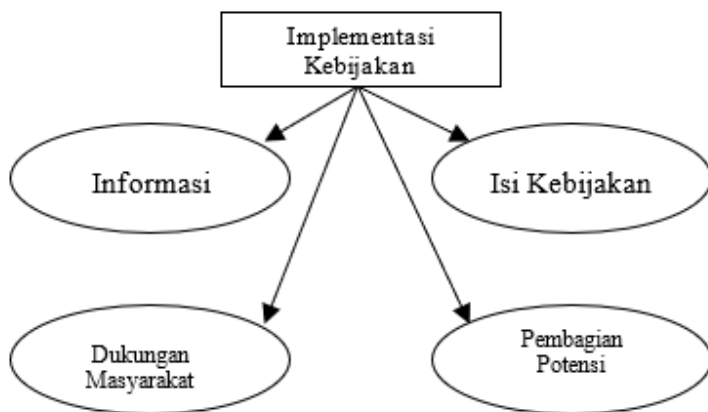 Implementasi
Kebijakan
Informasi
Isi Kebijakan
Dukungan
Masyarakat
Pembagian
Potensi